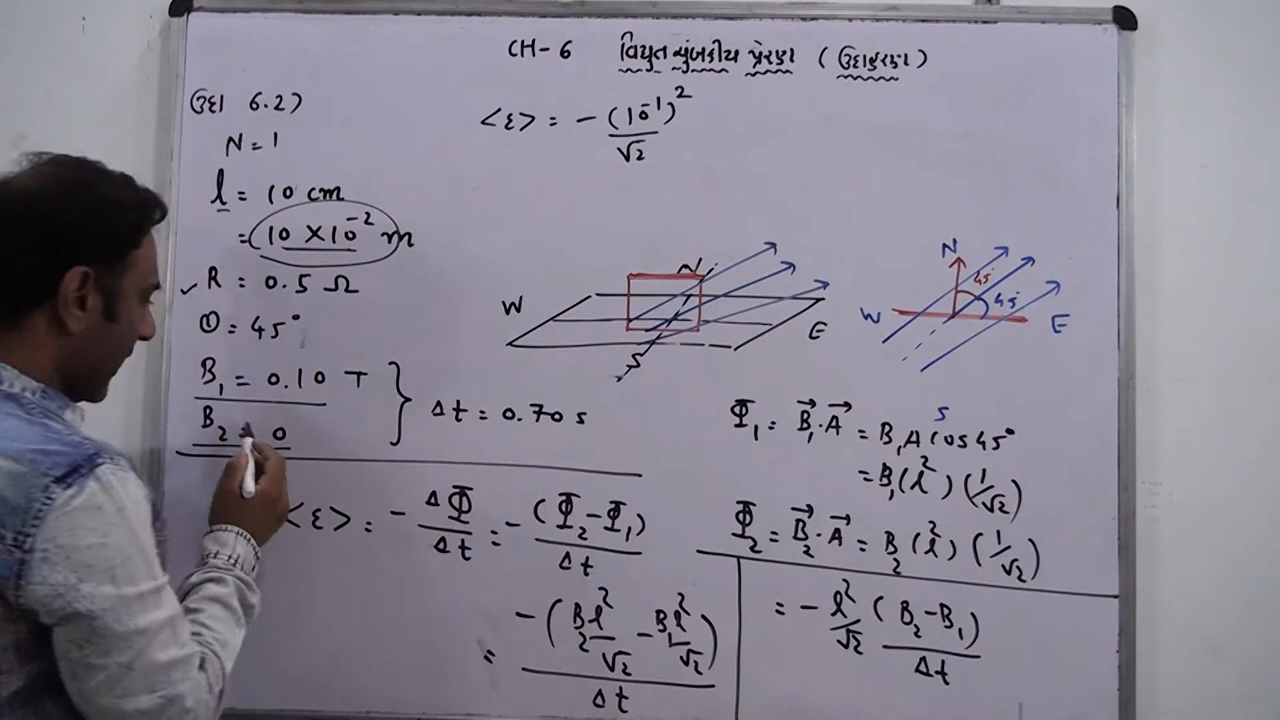 CH-6 વિદ્યુત ચુંબકીય પ્રેરણ (ઉદાહરણ)
ઉદા 6.2)
N = 1
l = 10 cm
= 10 × 10⁻² m
✓ R = 0.5 Ω
θ = 45°
B₁ = 0.10 T
B₂ = 0
Δt = 0.70 s
<ε> = - (10⁻¹)² / √2
W N E S
W N E S 45 45
Φ₁ = B₁⃗ · A⃗ = B₁A cos45°
= B₁(l²)(1/√2)
Φ₂ = B₂⃗ · A⃗ = B₂(l²)(1/√2)
<ε> = - ΔΦ/Δt = - (Φ₂ - Φ₁)/Δt
= -(B₂l²/√2 - B₁l²/√2)/Δt
= - l²/√2 (B₂ - B₁)/Δt